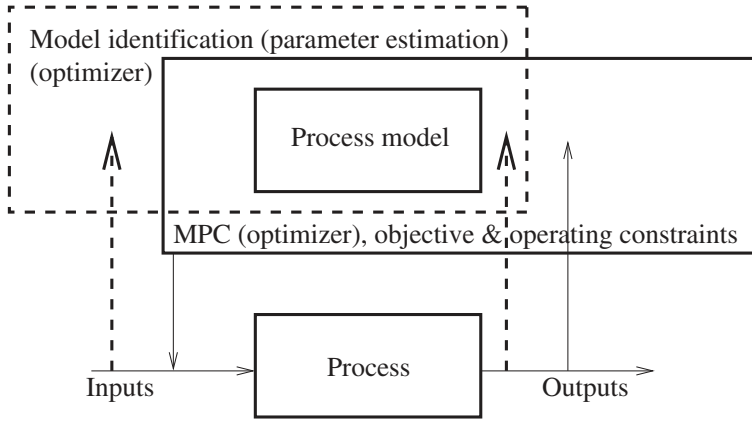 Model identification (parameter estimation)
(optimizer)
Process model
MPC (optimizer), objective & operating constraints
Process
Inputs
Outputs